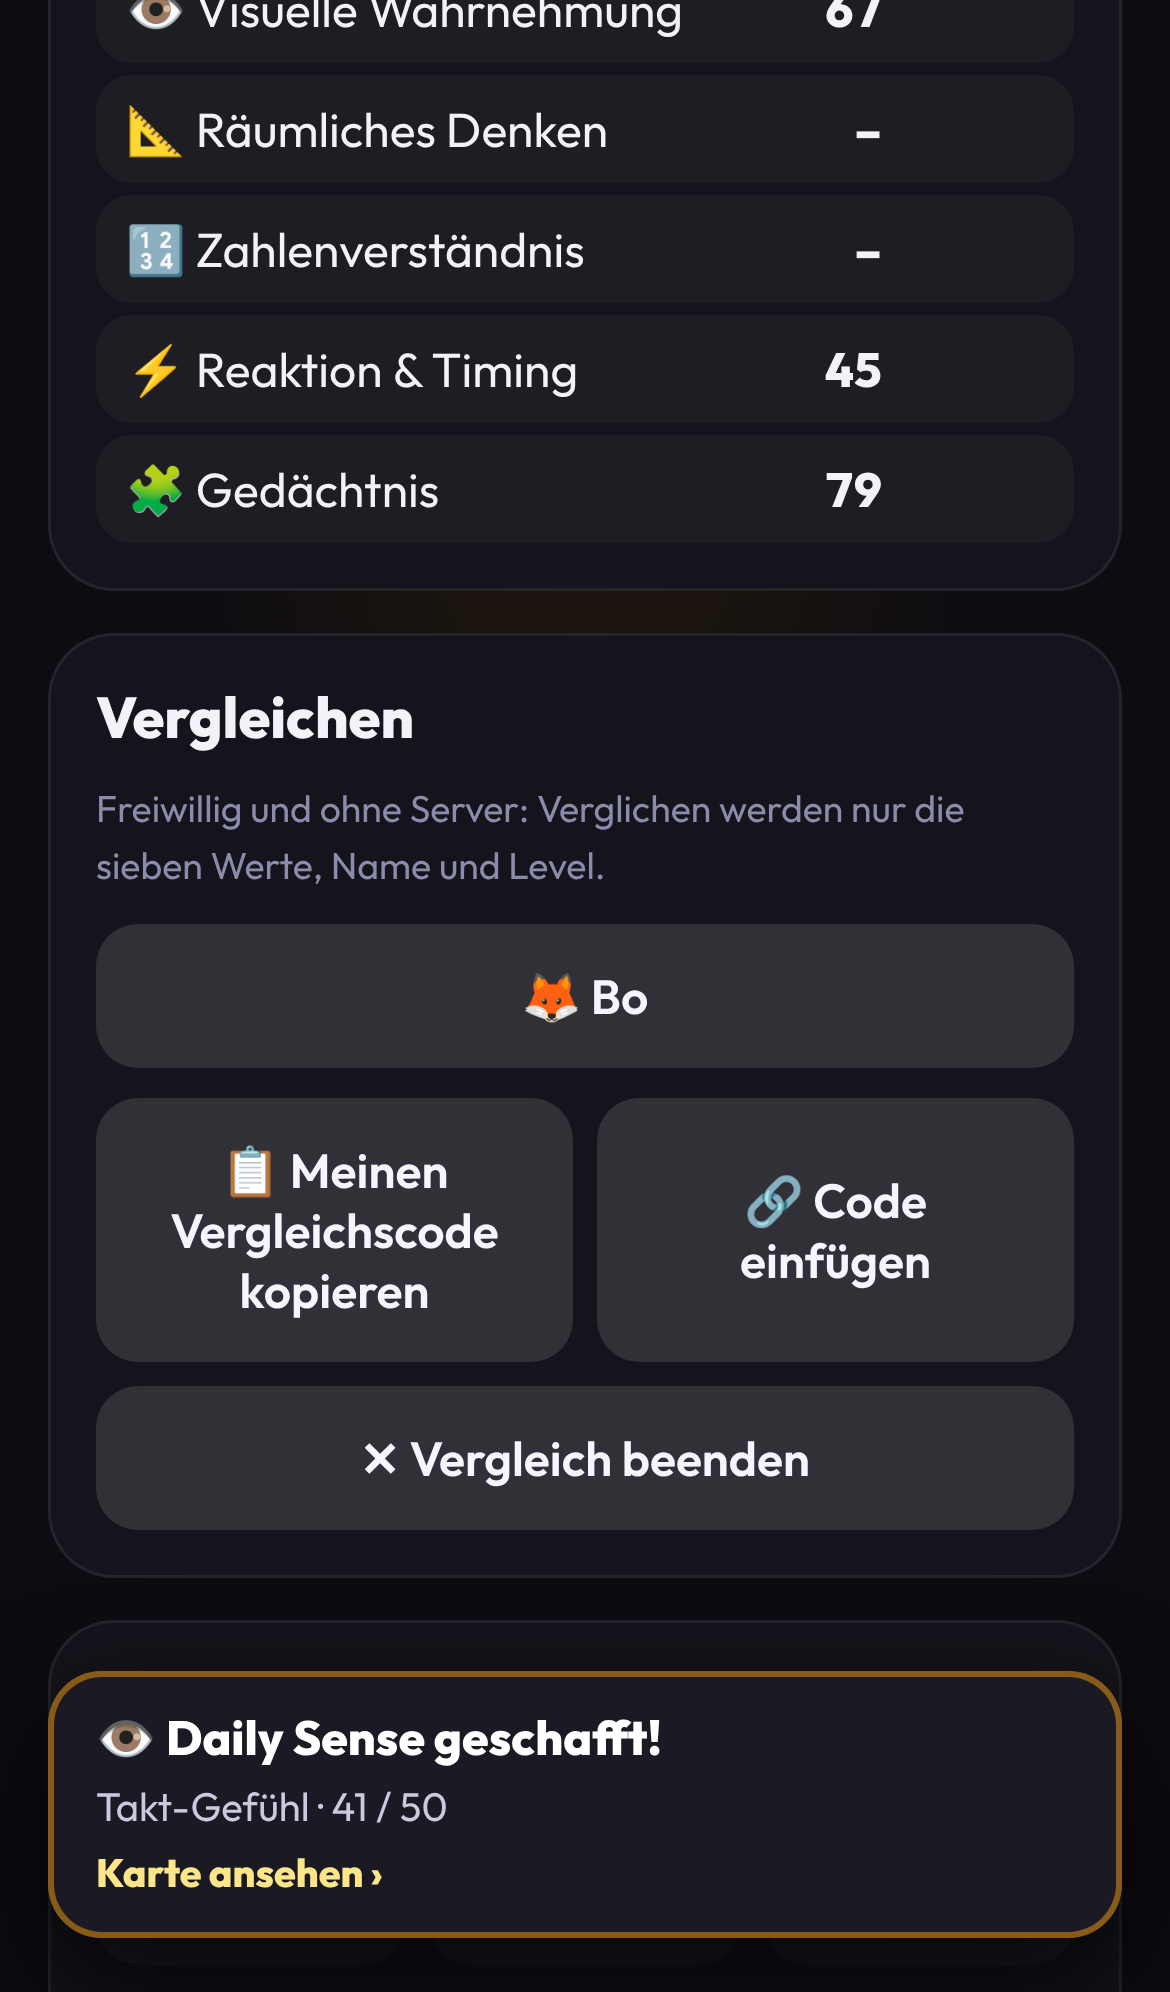 Visuelle Wahrnehmung 67
Räumliches Denken –
Zahlenverständnis –
Reaktion & Timing 45
Gedächtnis 79
Vergleichen
Freiwillig und ohne Server: Verglichen werden nur die
sieben Werte, Name und Level.
Bo
Meinen
Vergleichscode
kopieren
Code
einfügen
✕ Vergleich beenden
Daily Sense geschafft!
Takt-Gefühl · 41 / 50
Karte ansehen ›